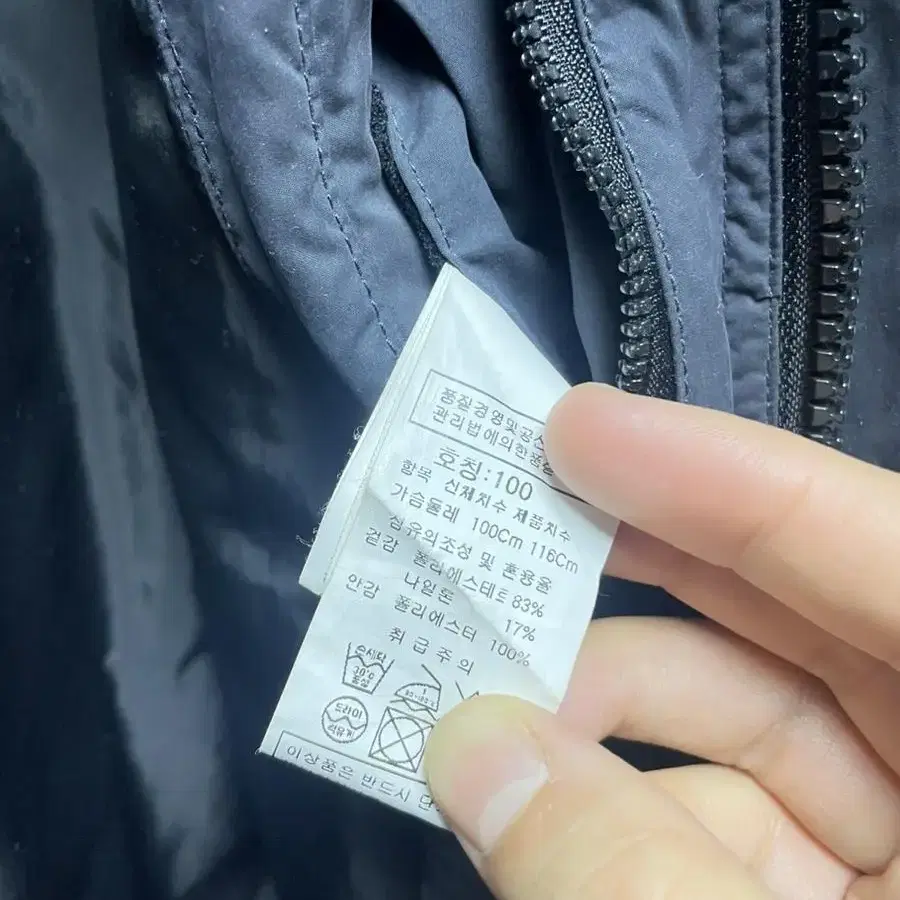 품질경영및공산
관리법에의한품질
호칭:100
항목 신체치수 제품치수
가슴둘레 100Cm 116Cm
섬유의조성 및 혼용율
겉감 폴리에스테르 83%
나일론 17%
안감 폴리에스터 100%
취급주의
손세탁
30℃
중성
드라이
석유계
이상품은 반드시